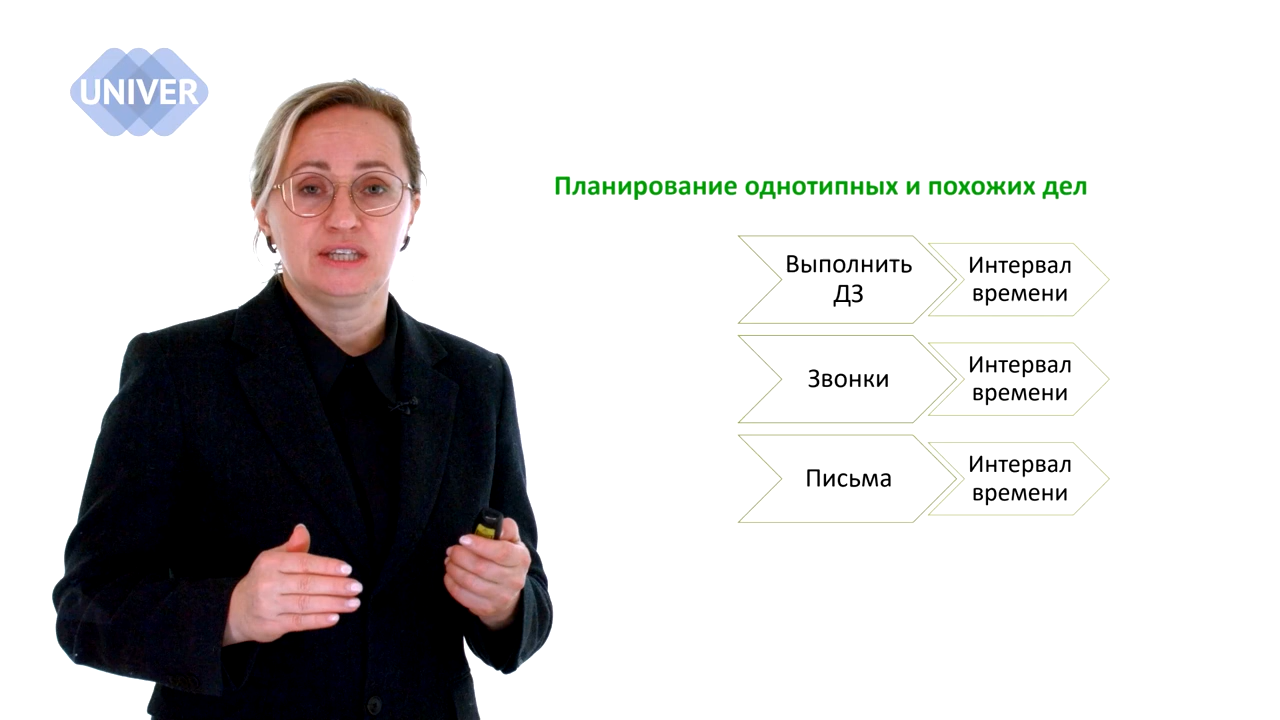 UNIVER
Планирование однотипных и похожих дел
Выполнить
ДЗ
Интервал
времени
Звонки
Интервал
времени
Письма
Интервал
времени